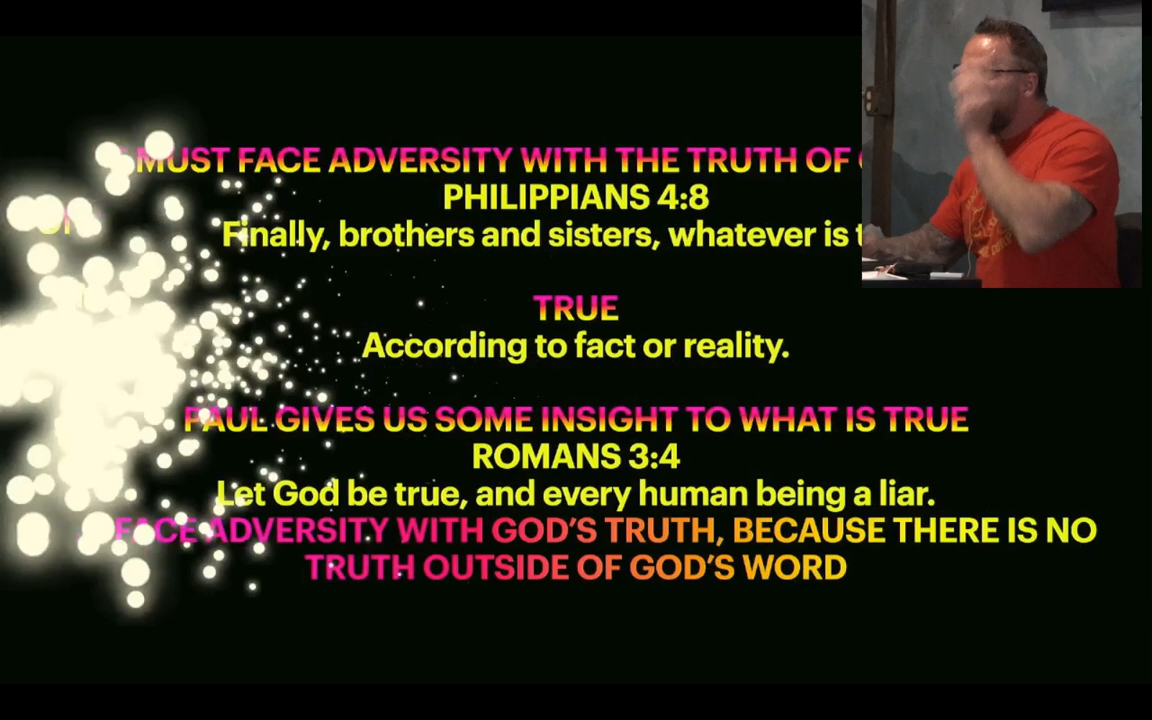 MUST FACE ADVERSITY WITH THE TRUTH OF
PHILIPPIANS 4:8
Finally, brothers and sisters, whatever is
TRUE
According to fact or reality.
PAUL GIVES US SOME INSIGHT TO WHAT IS TRUE
ROMANS 3:4
Let God be true, and every human being a liar.
FACE ADVERSITY WITH GOD'S TRUTH, BECAUSE THERE IS NO
TRUTH OUTSIDE OF GOD'S WORD